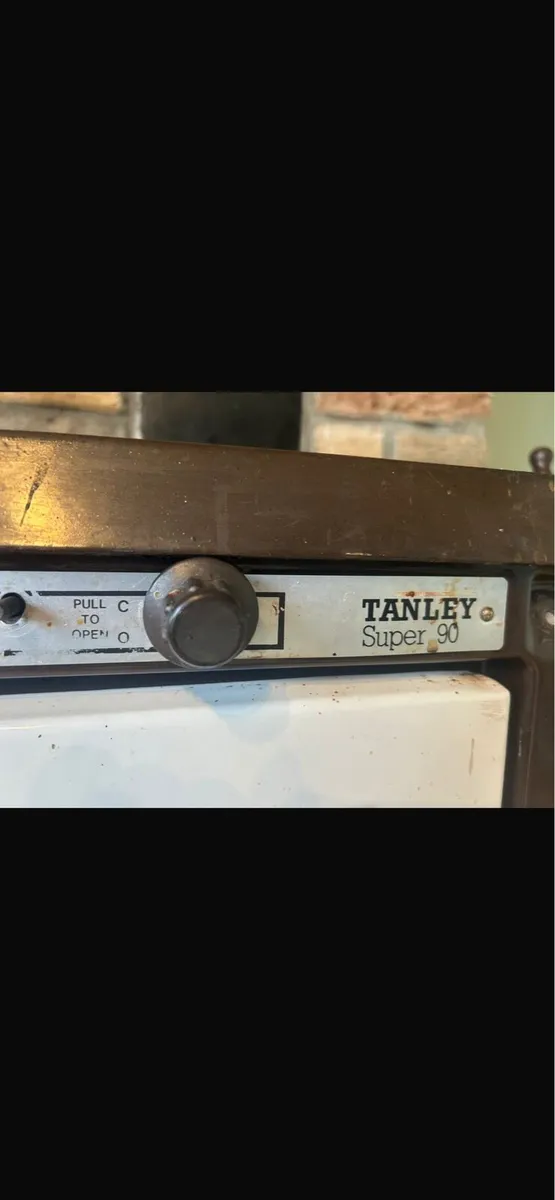 PULL C
TO
OPEN O
TANLEY
Super 90